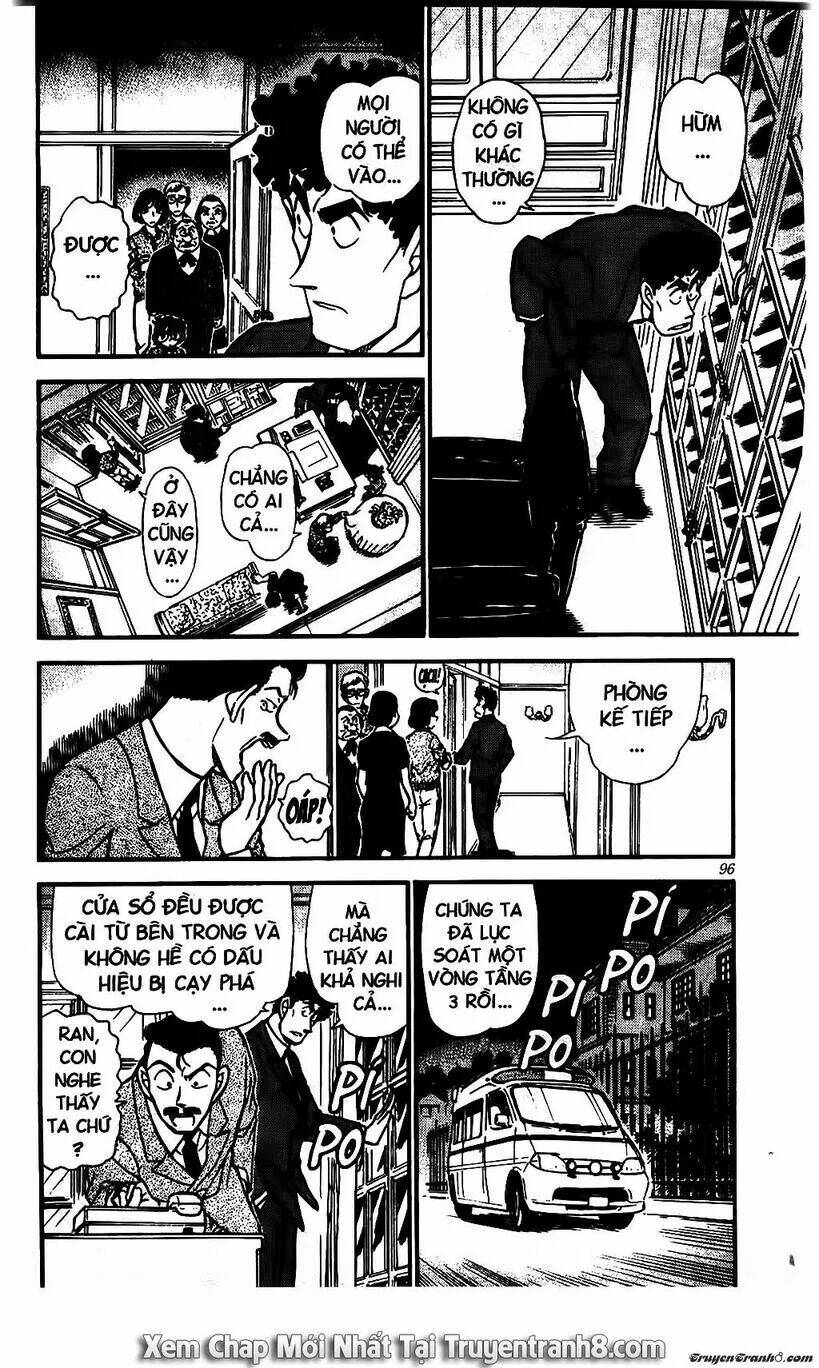 HỪM
...
KHÔNG
CÓ GÌ
KHÁC
THƯỜNG
...
MỌI
NGƯỜI
CÓ THỂ
VÀO...
ĐƯỢC
...
CHẲNG
CÓ AI
CẢ...
Ở
ĐÂY
CŨNG
VẬY
...
PHÒNG
KẾ TIẾP
...
CẠCH!
OÁP!
96
CHÚNG TA
ĐÃ LỤC
SOÁT MỘT
VÒNG TẦNG
3 RỒI...
PÍ
PO
PÍ
PO
MÀ
CHẲNG
THẤY AI
KHẢ NGHI
CẢ...
CỬA SỔ ĐỀU ĐƯỢC
CÀI TỪ BÊN TRONG VÀ
KHÔNG HỀ CÓ DẤU
HIỆU BỊ CẠY PHÁ
...
RAN,
CON
NGHE
THẤY
TA CHỨ
?
PÍ
PO
Xem Chap Mới Nhất Tại Truyentranh8.com
TruyenTranh8.com